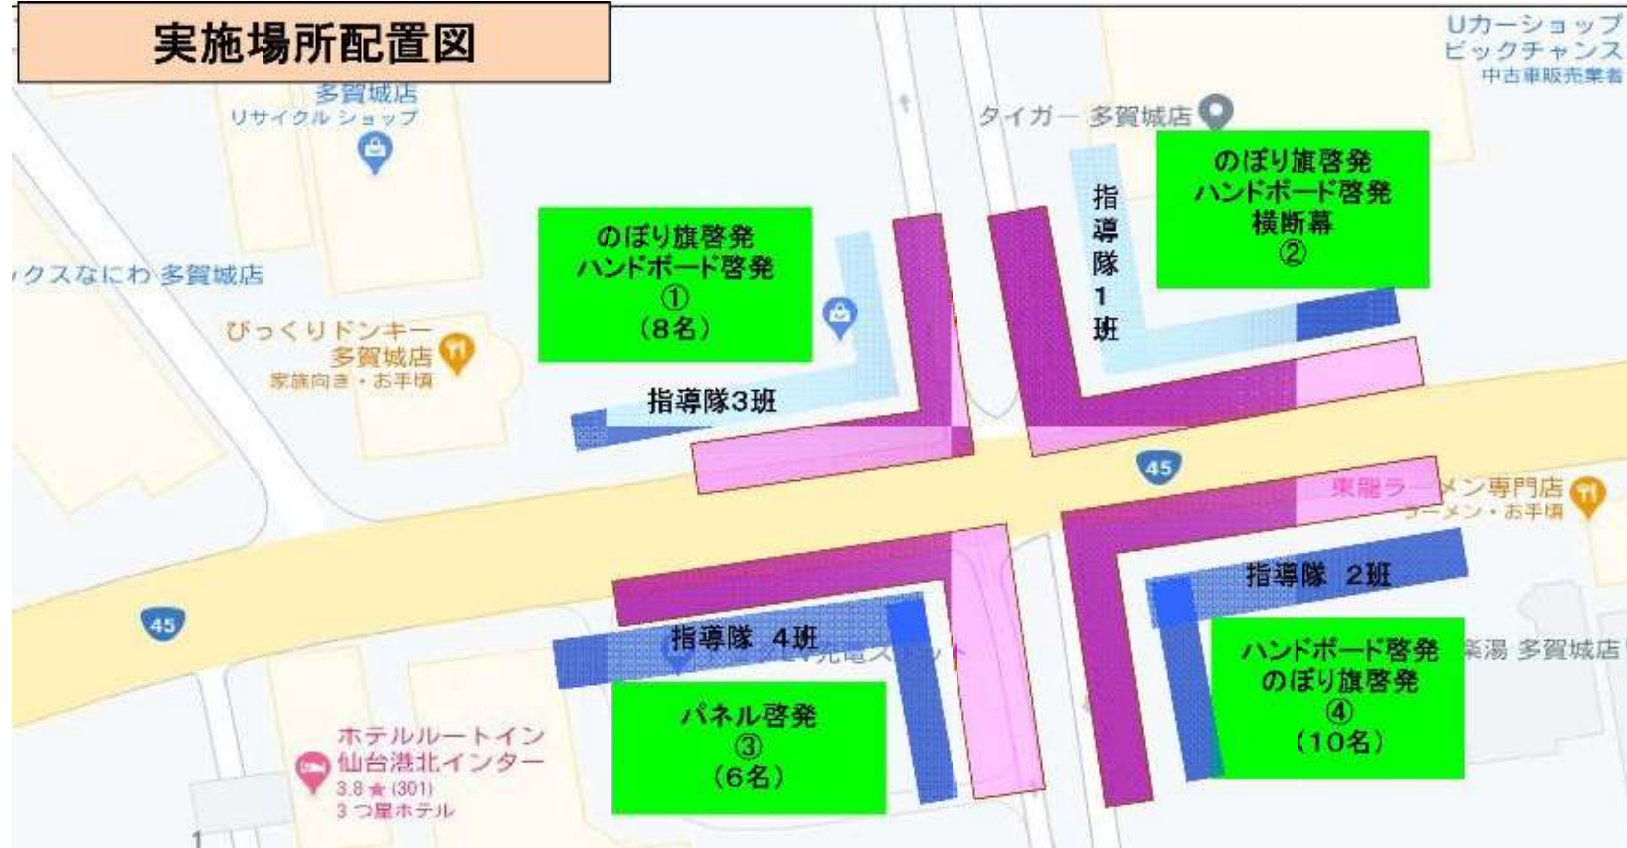 実施場所配置図
Uカーショップ
ビックチャンス
中古車販売業者
多賀城店
リサイクル ショップ
タイガー 多賀城店
のぼり旗啓発
ハンドボード啓発
横断幕
②
指導隊1班
のぼり旗啓発
ハンドボード啓発
①
(8名)
クスなにわ 多賀城店
びっくりドンキー
多賀城店
家族向き・お手頃
指導隊3班
45
東龍ラーメン専門店
ラーメン・お手頃
指導隊 2班
45
指導隊 4班
ハンドボード啓発
のぼり旗啓発
④
(10名)
楽湯 多賀城店
パネル啓発
③
(6名)
ホテルルートイン
仙台港北インター
3.8★(301)
3つ星ホテル
1